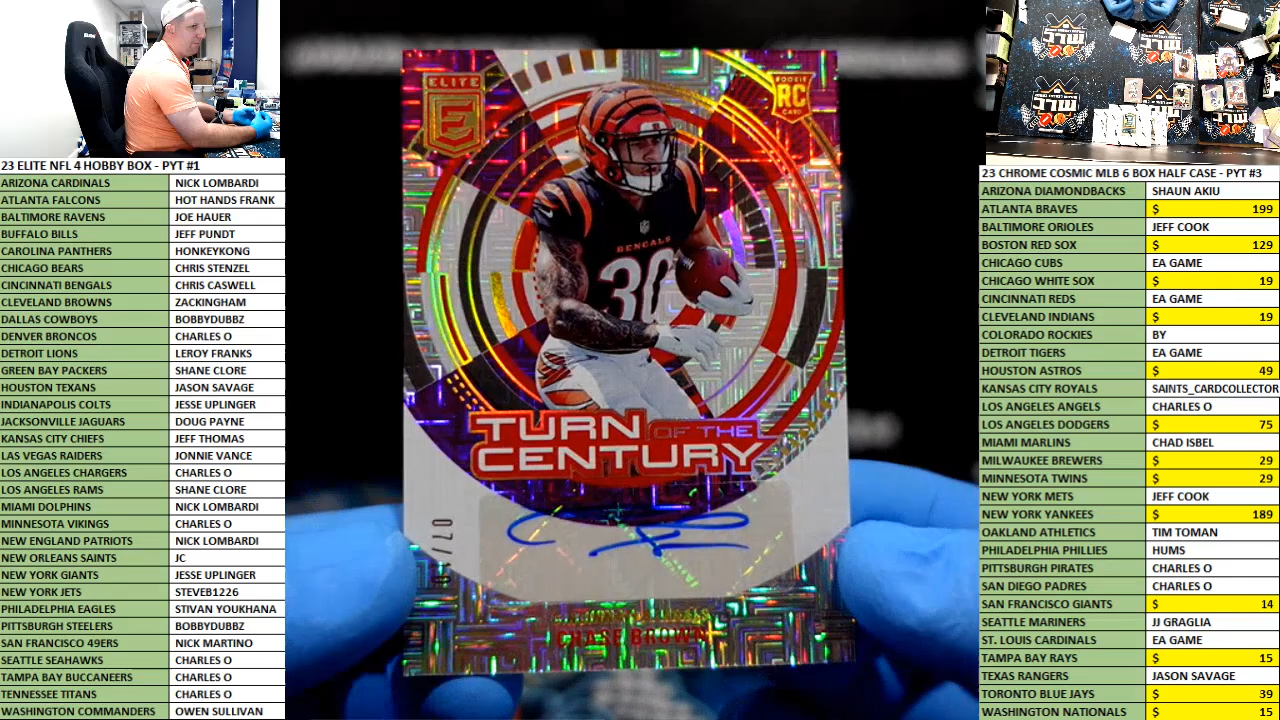 23 ELITE NFL 4 HOBBY BOX - PYT #1
ARIZONA CARDINALS NICK LOMBARDI
ATLANTA FALCONS HOT HANDS FRANK
BALTIMORE RAVENS JOE HAUER
BUFFALO BILLS JEFF PUNDT
CAROLINA PANTHERS HONKEYKONG
CHICAGO BEARS CHRIS STENZEL
CINCINNATI BENGALS CHRIS CASWELL
CLEVELAND BROWNS ZACKINGHAM
DALLAS COWBOYS BOBBYDUBBZ
DENVER BRONCOS CHARLES O
DETROIT LIONS LEROY FRANKS
GREEN BAY PACKERS SHANE CLORE
HOUSTON TEXANS JASON SAVAGE
INDIANAPOLIS COLTS JESSE UPLINGER
JACKSONVILLE JAGUARS DOUG PAYNE
KANSAS CITY CHIEFS JEFF THOMAS
LAS VEGAS RAIDERS JONNIE VANCE
LOS ANGELES CHARGERS CHARLES O
LOS ANGELES RAMS SHANE CLORE
MIAMI DOLPHINS NICK LOMBARDI
MINNESOTA VIKINGS CHARLES O
NEW ENGLAND PATRIOTS NICK LOMBARDI
NEW ORLEANS SAINTS JC
NEW YORK GIANTS JESSE UPLINGER
NEW YORK JETS STEVEB1226
PHILADELPHIA EAGLES STIVAN YOUKHANA
PITTSBURGH STEELERS BOBBYDUBBZ
SAN FRANCISCO 49ERS NICK MARTINO
SEATTLE SEAHAWKS CHARLES O
TAMPA BAY BUCCANEERS CHARLES O
TENNESSEE TITANS CHARLES O
WASHINGTON COMMANDERS OWEN SULLIVAN
ELITE
E
ROOKIE
RC
CARD
BENGALS
30
TURN OF THE
CENTURY
CHASE BROWN
23 CHROME COSMIC MLB 6 BOX HALF CASE - PYT #3
ARIZONA DIAMONDBACKS SHAUN AKIU
ATLANTA BRAVES $ 199
BALTIMORE ORIOLES JEFF COOK
BOSTON RED SOX $ 129
CHICAGO CUBS EA GAME
CHICAGO WHITE SOX $ 19
CINCINNATI REDS EA GAME
CLEVELAND INDIANS $ 19
COLORADO ROCKIES BY
DETROIT TIGERS EA GAME
HOUSTON ASTROS $ 49
KANSAS CITY ROYALS SAINTS_CARDCOLLECTOR
LOS ANGELES ANGELS CHARLES O
LOS ANGELES DODGERS $ 75
MIAMI MARLINS CHAD ISBEL
MILWAUKEE BREWERS $ 29
MINNESOTA TWINS $ 29
NEW YORK METS JEFF COOK
NEW YORK YANKEES $ 189
OAKLAND ATHLETICS TIM TOMAN
PHILADELPHIA PHILLIES HUMS
PITTSBURGH PIRATES CHARLES O
SAN DIEGO PADRES CHARLES O
SAN FRANCISCO GIANTS $ 14
SEATTLE MARINERS JJ GRAGLIA
ST. LOUIS CARDINALS EA GAME
TAMPA BAY RAYS $ 15
TEXAS RANGERS JASON SAVAGE
TORONTO BLUE JAYS $ 39
WASHINGTON NATIONALS $ 15